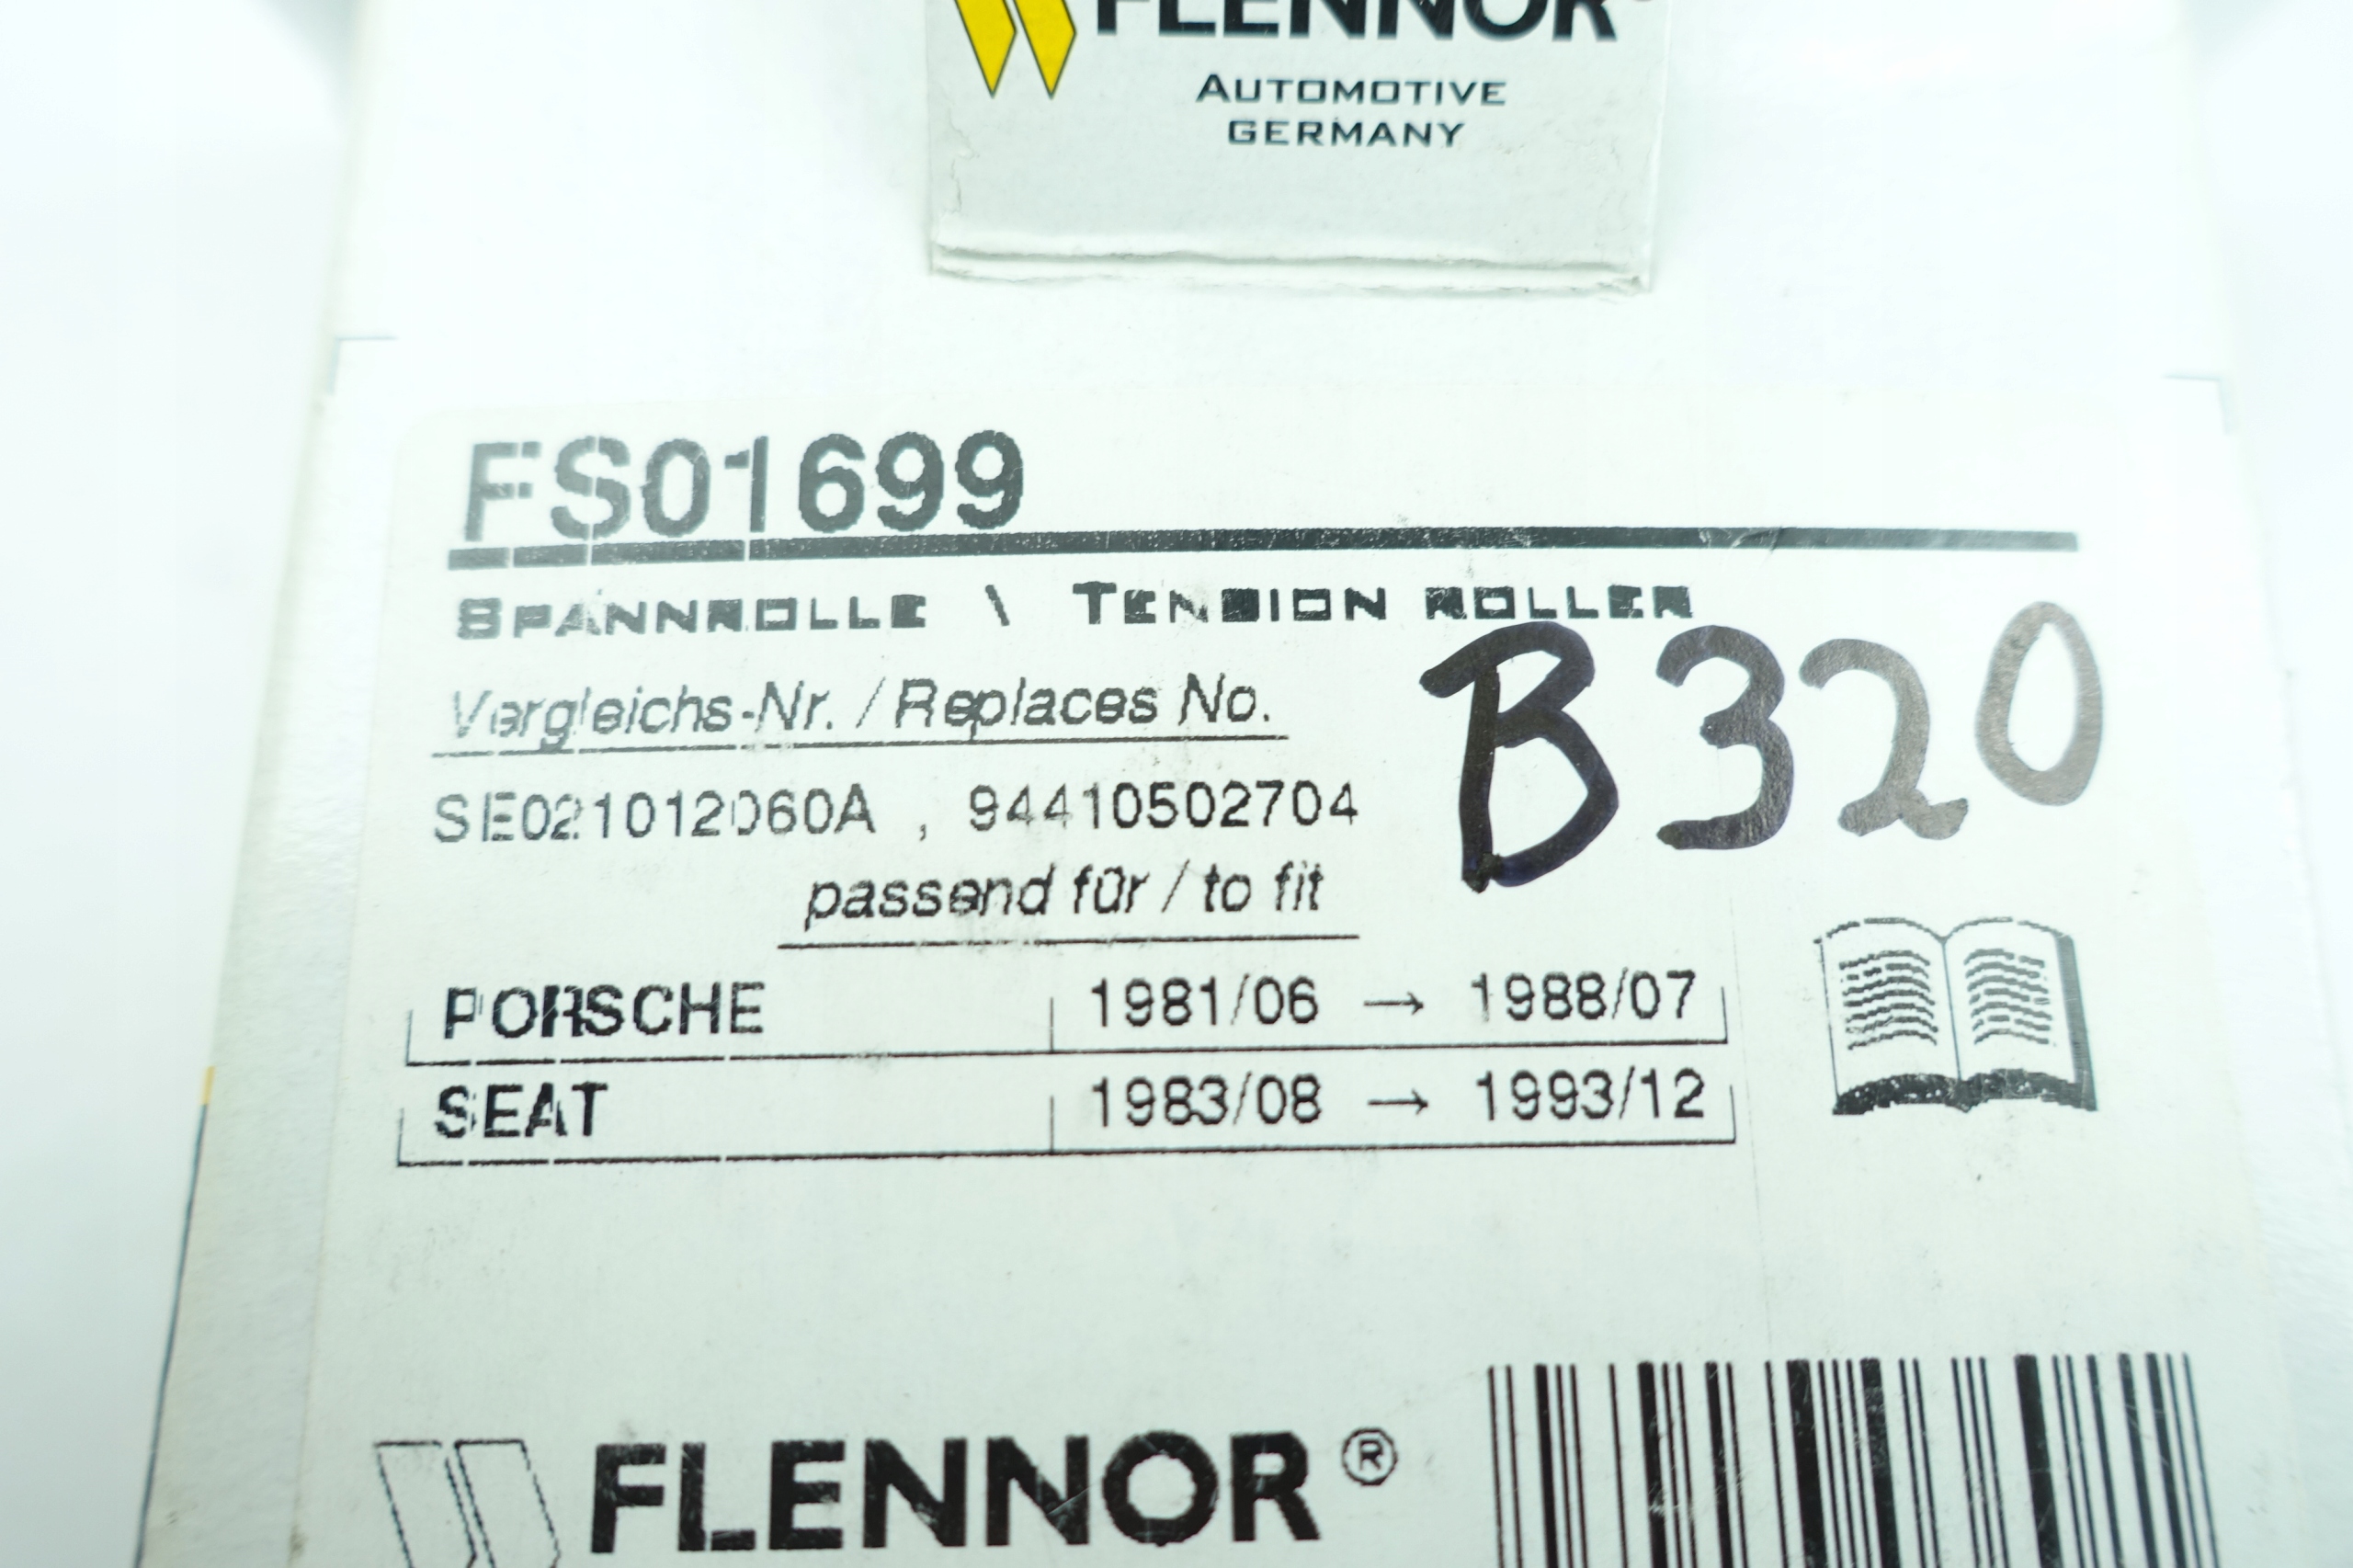 FLENNOR®
AUTOMOTIVE
GERMANY
FS01699
SPANNROLLE \ TENSION ROLLER
Vergleichs-Nr. / Replaces No.
B320
SE021012060A , 94410502704
passend für / to fit
PORSCHE 1981/06 → 1988/07
SEAT 1983/08 → 1993/12
FLENNOR®